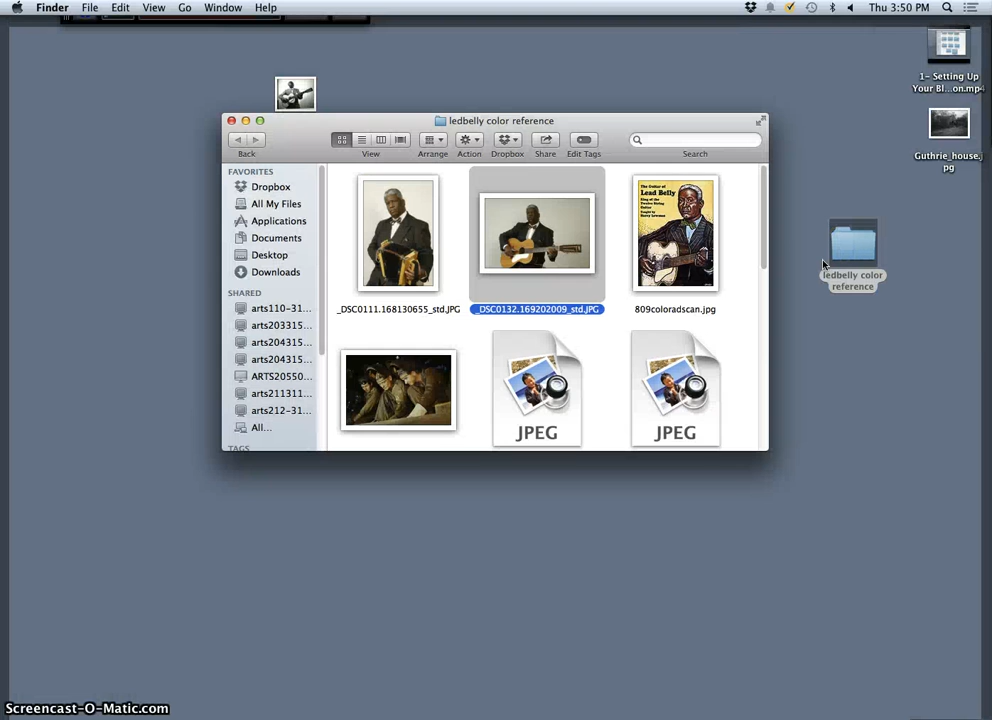 Finder File Edit View Go Window Help
Thu 3:50 PM
1- Setting Up
Your Bl...on.mp4
Guthrie_house.j
pg
ledbelly color
reference
ledbelly color reference
Back
View
Arrange
Action
Dropbox
Share
Edit Tags
Search
FAVORITES
Dropbox
All My Files
Applications
Documents
Desktop
Downloads
SHARED
arts110-31...
arts203315...
arts204315...
arts204315...
ARTS20550...
arts211311...
arts212-31...
All...
TAGS
The Guitar of
Lead Belly
_DSC0111.168130655_std.JPG
_DSC0132.169202009_std.JPG
809coloradscan.jpg
JPEG
JPEG
Screencast-O-Matic.com